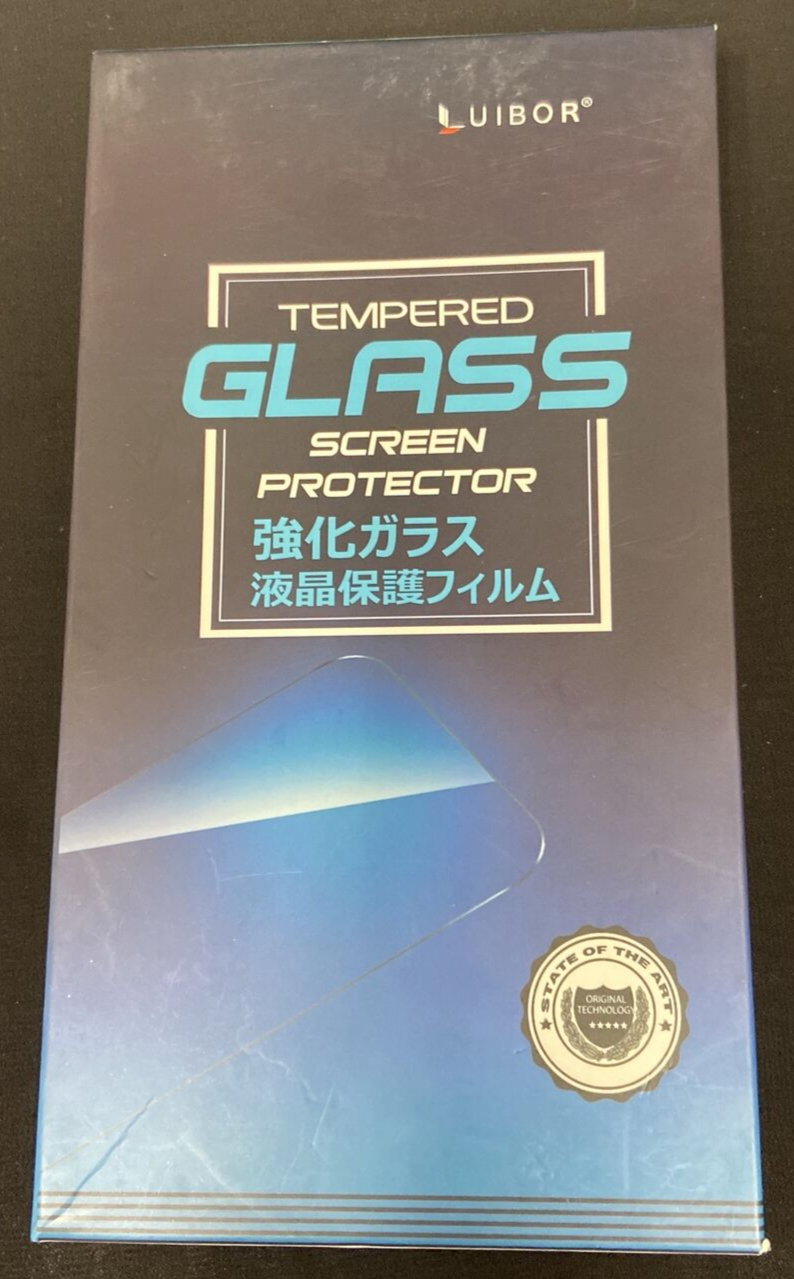 LUIBOR®
TEMPERED
GLASS
SCREEN
PROTECTOR
強化ガラス
液晶保護フィルム
STATE OF THE ART
ORIGINAL
TECHNOLOGY
★★★★★